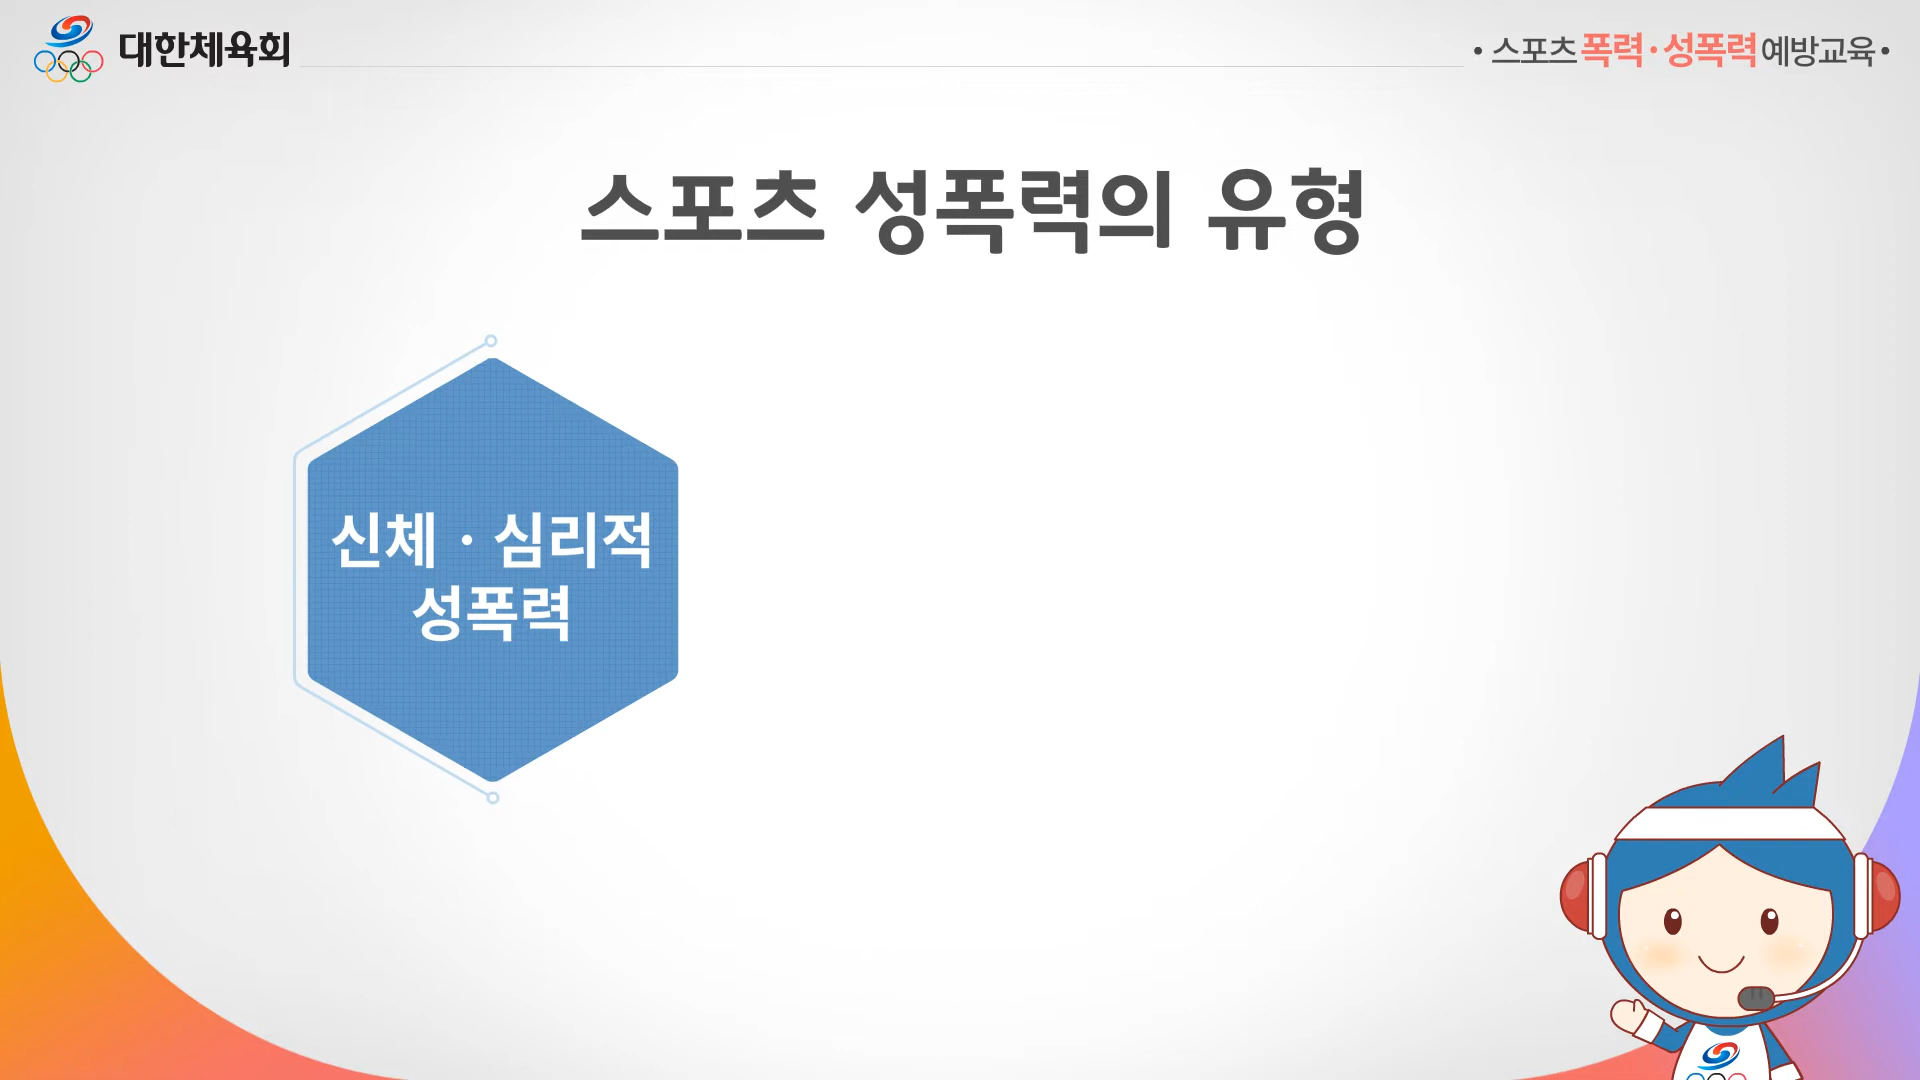 대한체육회
• 스포츠 폭력·성폭력 예방교육 •
스포츠 성폭력의 유형
신체 · 심리적
성폭력